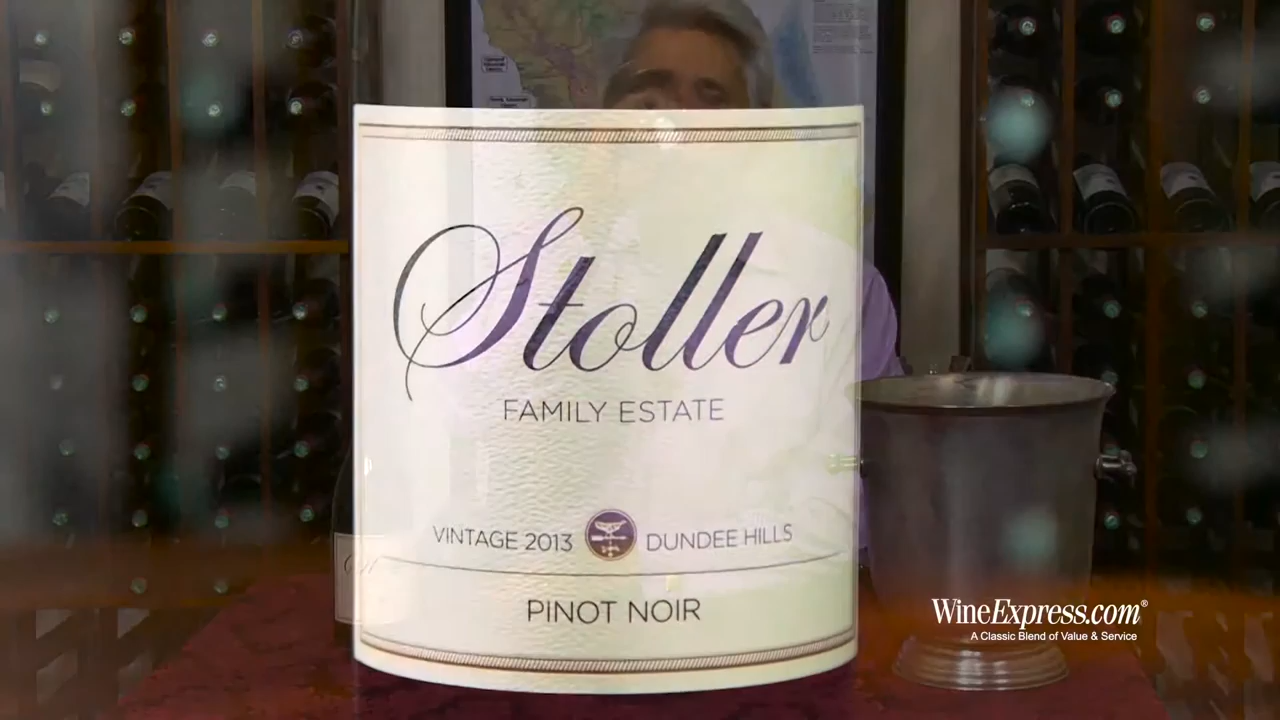 Stoller
FAMILY ESTATE
VINTAGE 2013 DUNDEE HILLS
PINOT NOIR
WineExpress.com®
A Classic Blend of Value & Service